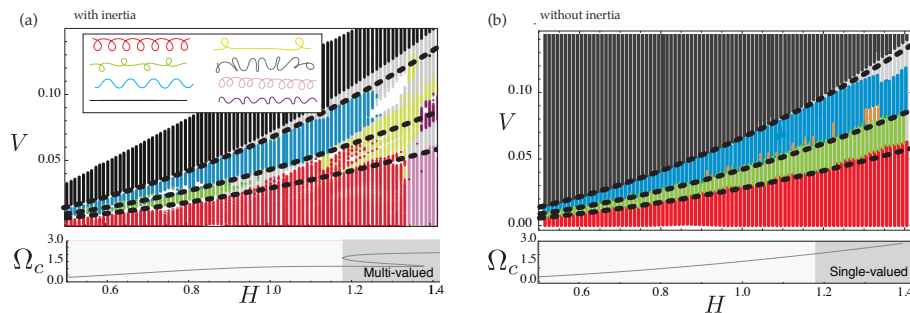 (a) with inertia
0.10
V
0.05
3.0
Ω_c 1.5
0.0
Multi-valued
0.6 0.8 1.0 1.2 1.4
H
(b) without inertia
0.10
V
0.05
0.00
3.0
Ω_c 1.5
0.0
Single-valued
0.6 0.8 1.0 1.2 1.4
H